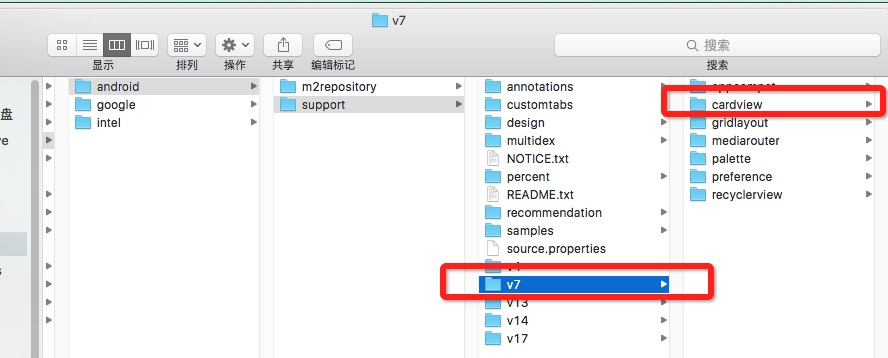 v7
显示
排列
操作
共享
编辑标记
搜索
搜索
盘
android
google
intel
m2repository
support
annotations
customtabs
design
multidex
NOTICE.txt
percent
README.txt
recommendation
samples
source.properties
v7
v13
v14
v17
appcompat
cardview
gridlayout
mediarouter
palette
preference
recyclerview